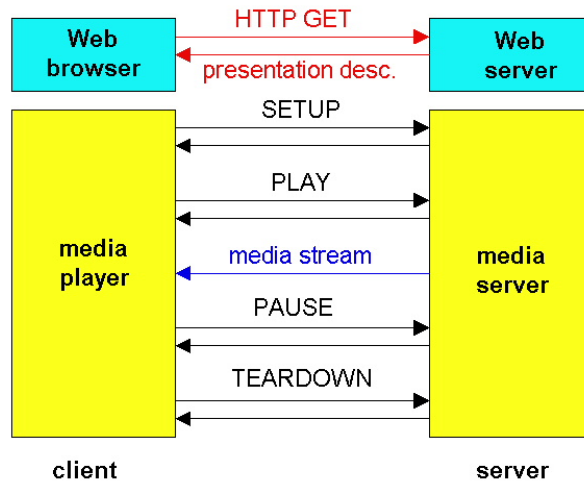 Web
browser
HTTP GET
presentation desc.
Web
server
SETUP
PLAY
media
player
media stream
media
server
PAUSE
TEARDOWN
client
server